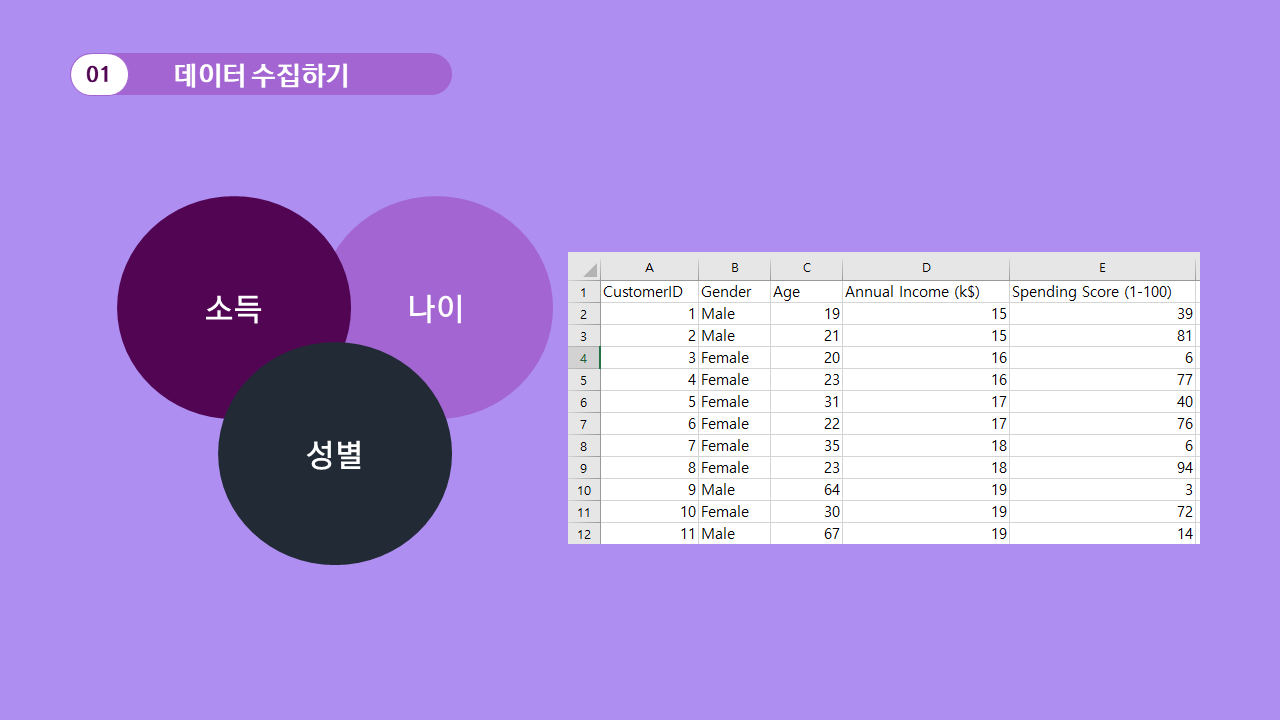 01 데이터 수집하기
소득 나이
성별
A B C D E
1 CustomerID Gender Age Annual Income (k$) Spending Score (1-100)
2 1 Male 19 15 39
3 2 Male 21 15 81
4 3 Female 20 16 6
5 4 Female 23 16 77
6 5 Female 31 17 40
7 6 Female 22 17 76
8 7 Female 35 18 6
9 8 Female 23 18 94
10 9 Male 64 19 3
11 10 Female 30 19 72
12 11 Male 67 19 14